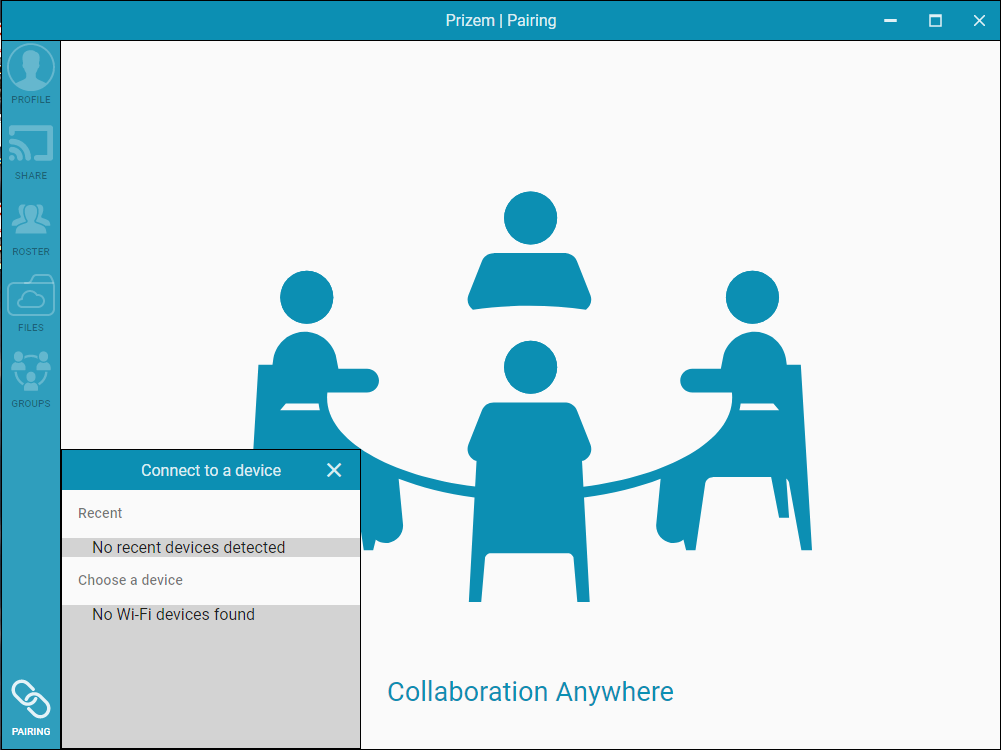 Prizem | Pairing
PROFILE
SHARE
ROSTER
FILES
GROUPS
Connect to a device
Recent
No recent devices detected
Choose a device
No Wi-Fi devices found
PAIRING
Collaboration Anywhere